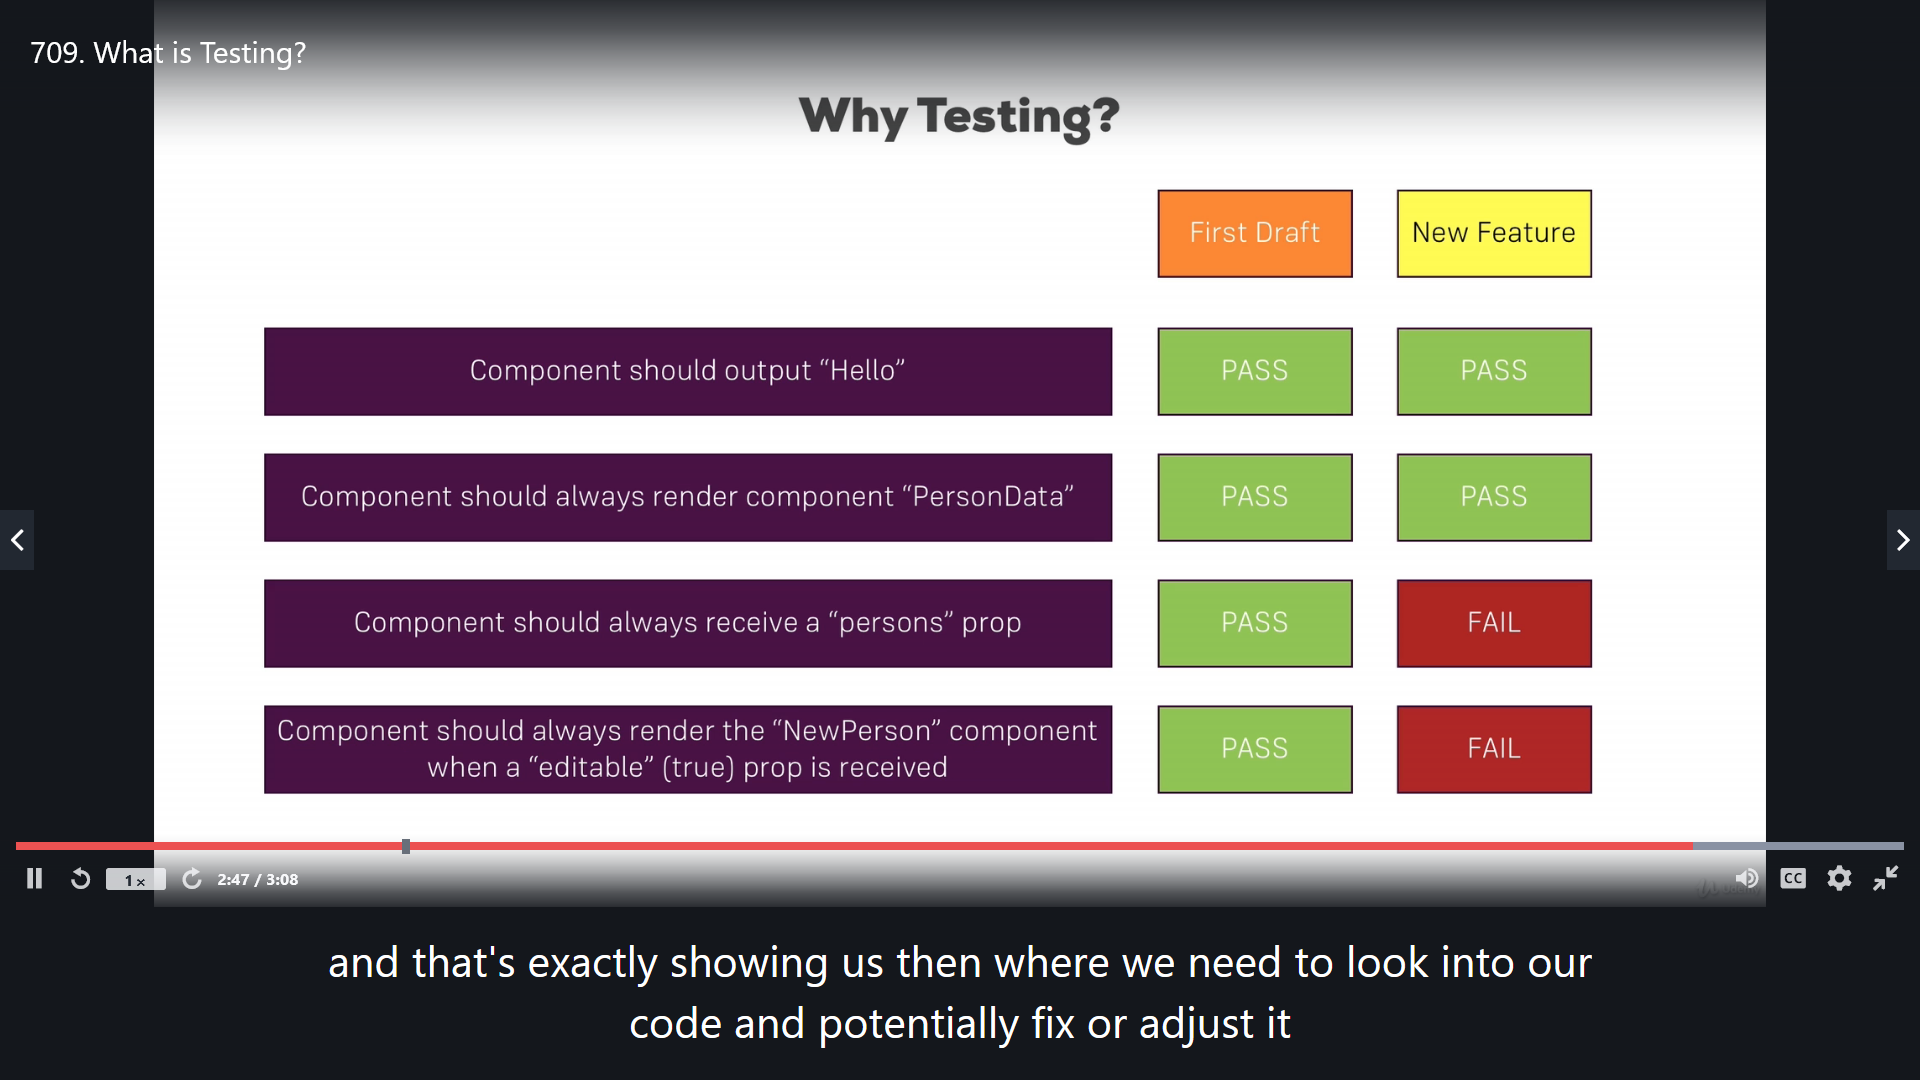 709. What is Testing?
Why Testing?
First Draft
New Feature
Component should output “Hello”
PASS
PASS
Component should always render component “PersonData”
PASS
PASS
Component should always receive a “persons” prop
PASS
FAIL
Component should always render the “NewPerson” component
when a “editable” (true) prop is received
PASS
FAIL
1 x
2:47 / 3:08
CC
and that's exactly showing us then where we need to look into our
code and potentially fix or adjust it